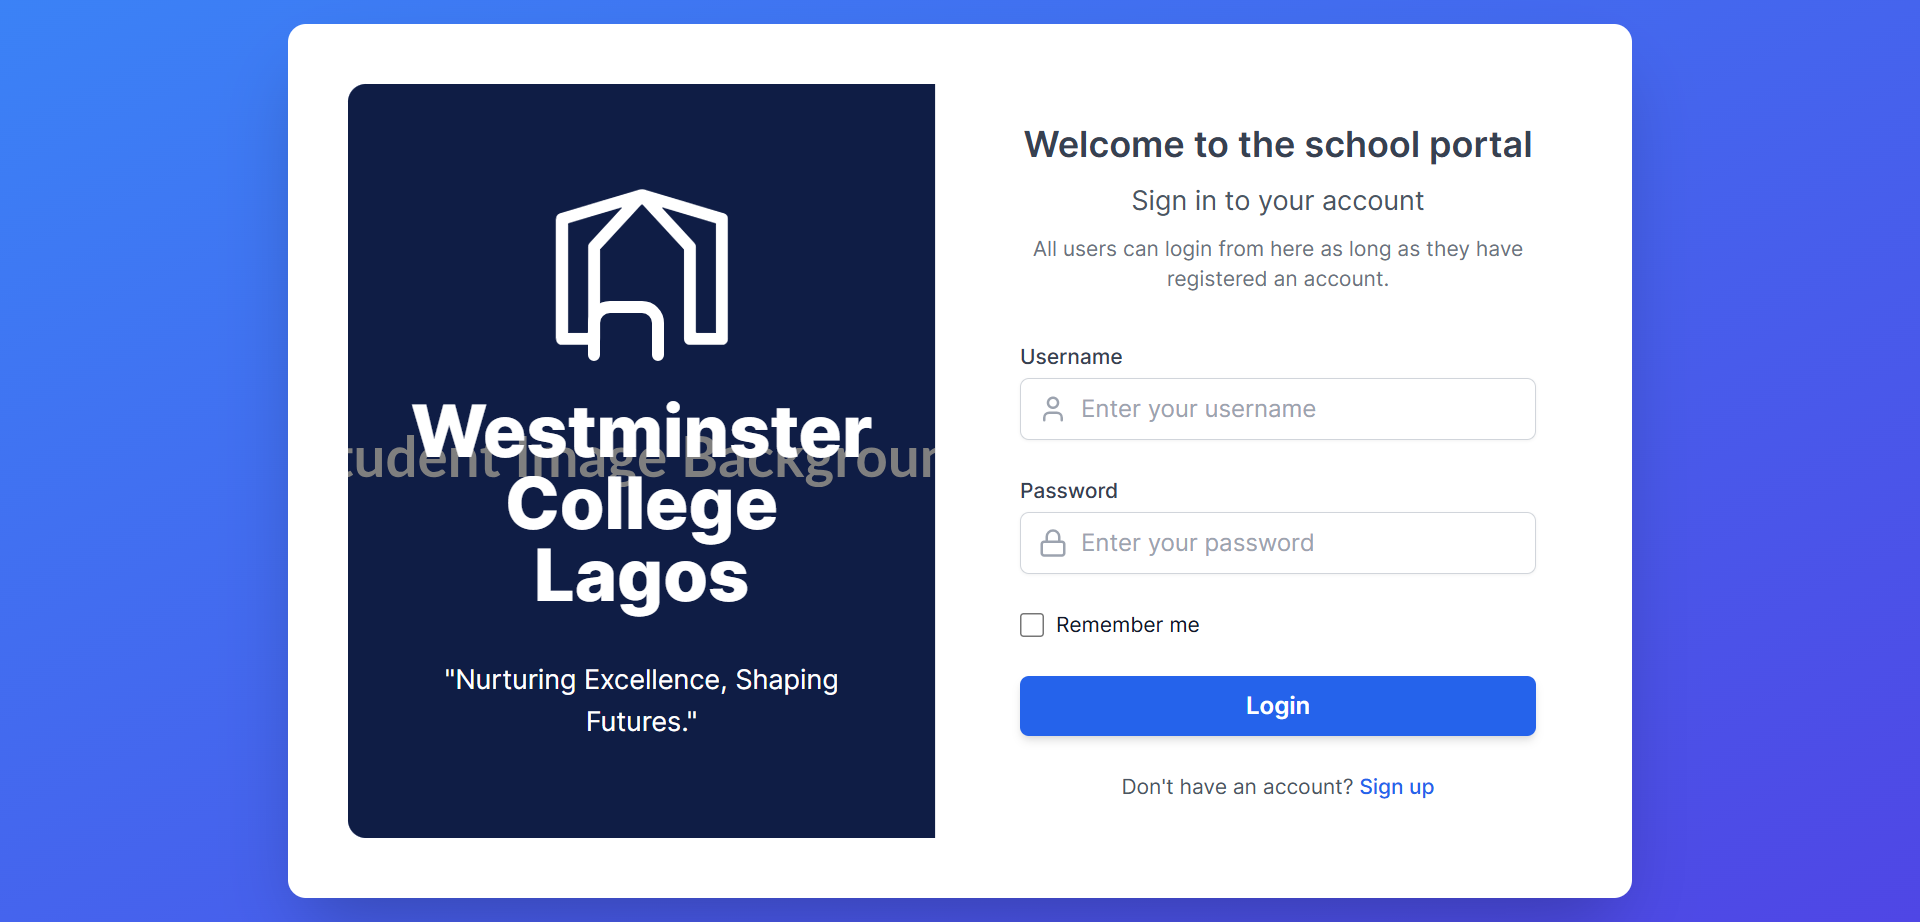 Westminster
tudent Image Backgroun
College
Lagos
"Nurturing Excellence, Shaping
Futures."
Welcome to the school portal
Sign in to your account
All users can login from here as long as they have
registered an account.
Username
Enter your username
Password
Enter your password
Remember me
Login
Don't have an account? Sign up